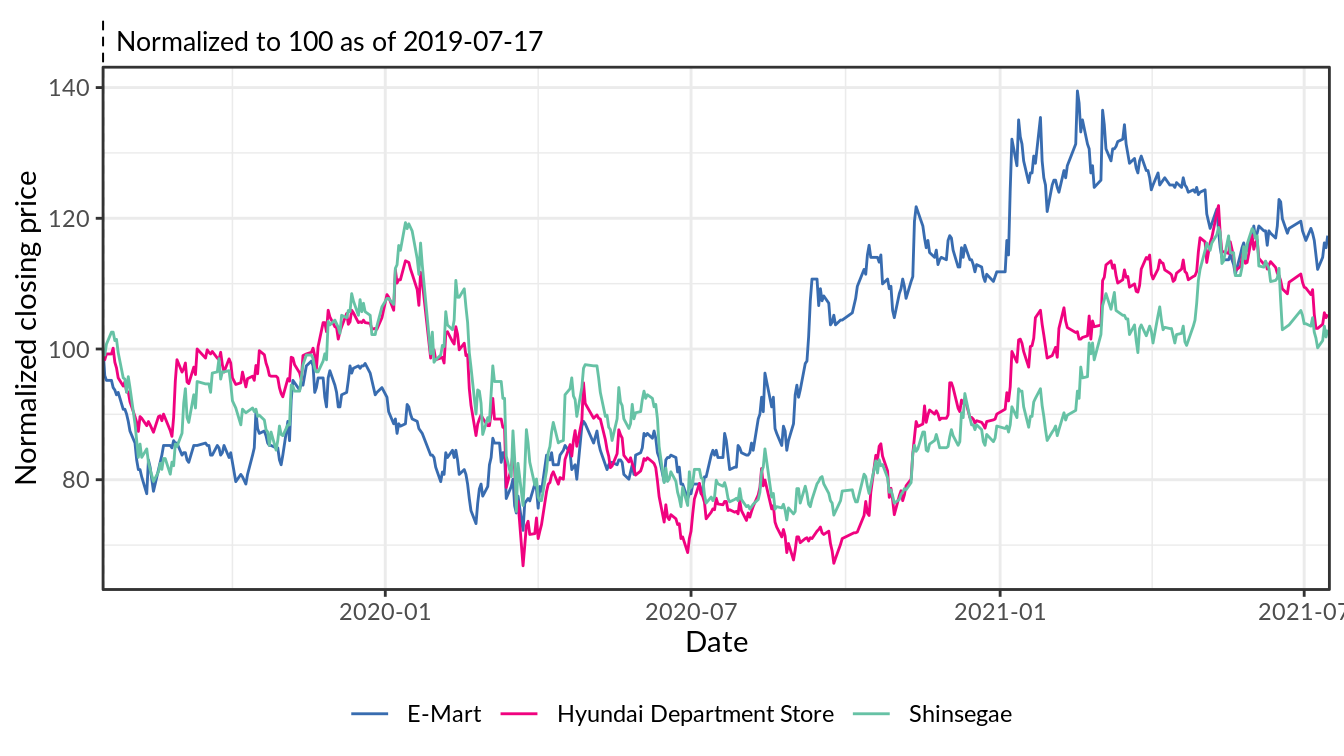 Normalized to 100 as of 2019-07-17
140
120
100
80
Normalized closing price
2020-01
2020-07
2021-01
2021-07
Date
E-Mart
Hyundai Department Store
Shinsegae